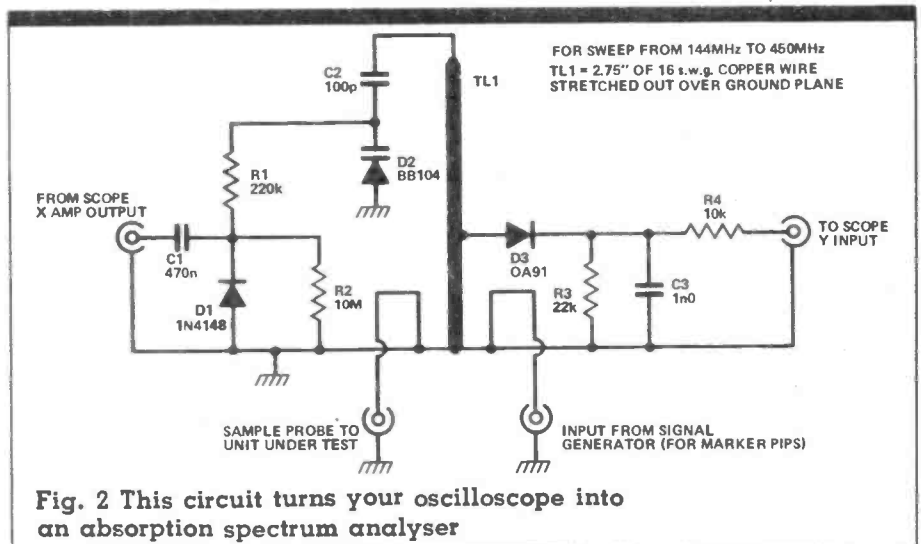 FOR SWEEP FROM 144MHz TO 450MHz
TL1 = 2.75" OF 16 s.w.g. COPPER WIRE
STRETCHED OUT OVER GROUND PLANE
C2
100p
TL1
R1
220k
D2
BB104
FROM SCOPE
X AMP OUTPUT
C1
470n
D1
1N4148
R2
10M
D3
OA91
R3
22k
C3
1n0
R4
10k
TO SCOPE
Y INPUT
SAMPLE PROBE TO
UNIT UNDER TEST
INPUT FROM SIGNAL
GENERATOR (FOR MARKER PIPS)
Fig. 2 This circuit turns your oscilloscope into
an absorption spectrum analyser